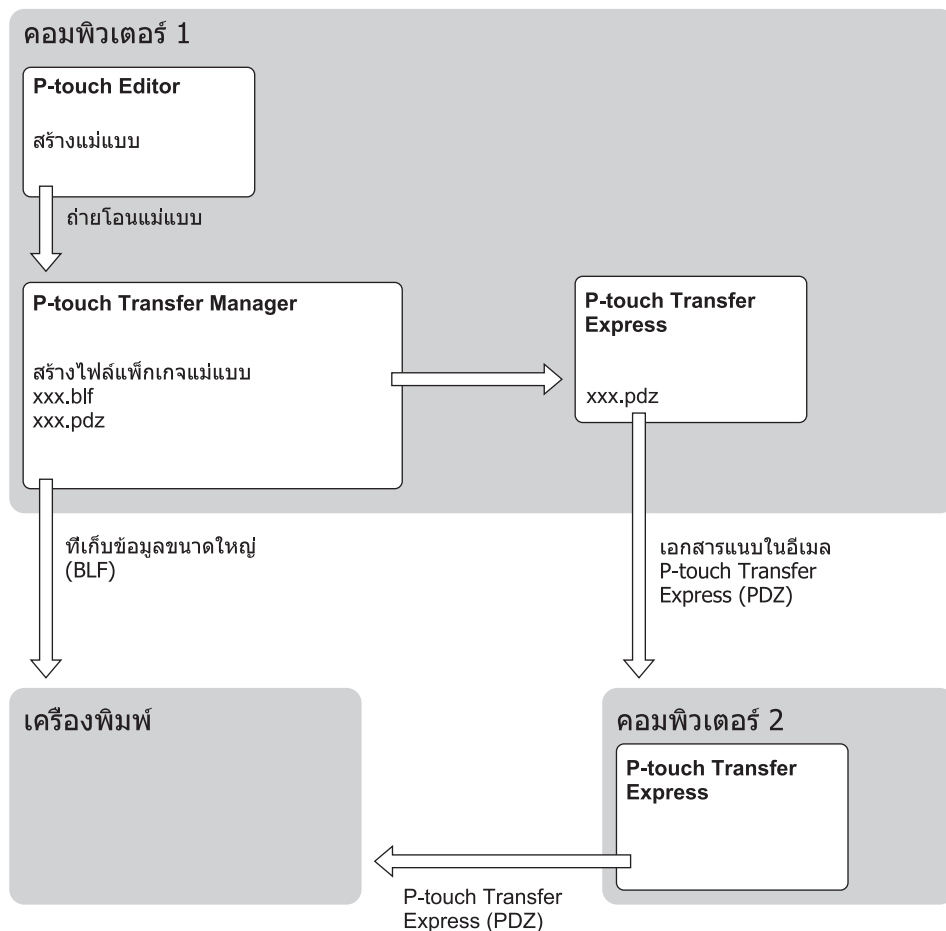 คอมพิวเตอร์ 1
P-touch Editor
สร้างแม่แบบ
ถ่ายโอนแม่แบบ
P-touch Transfer Manager
สร้างไฟล์แพ็กเกจแม่แบบ
xxx.blf
xxx.pdz
P-touch Transfer
Express
xxx.pdz
ที่เก็บข้อมูลขนาดใหญ่
(BLF)
เอกสารแนบในอีเมล
P-touch Transfer
Express (PDZ)
เครื่องพิมพ์
คอมพิวเตอร์ 2
P-touch Transfer
Express
P-touch Transfer
Express (PDZ)